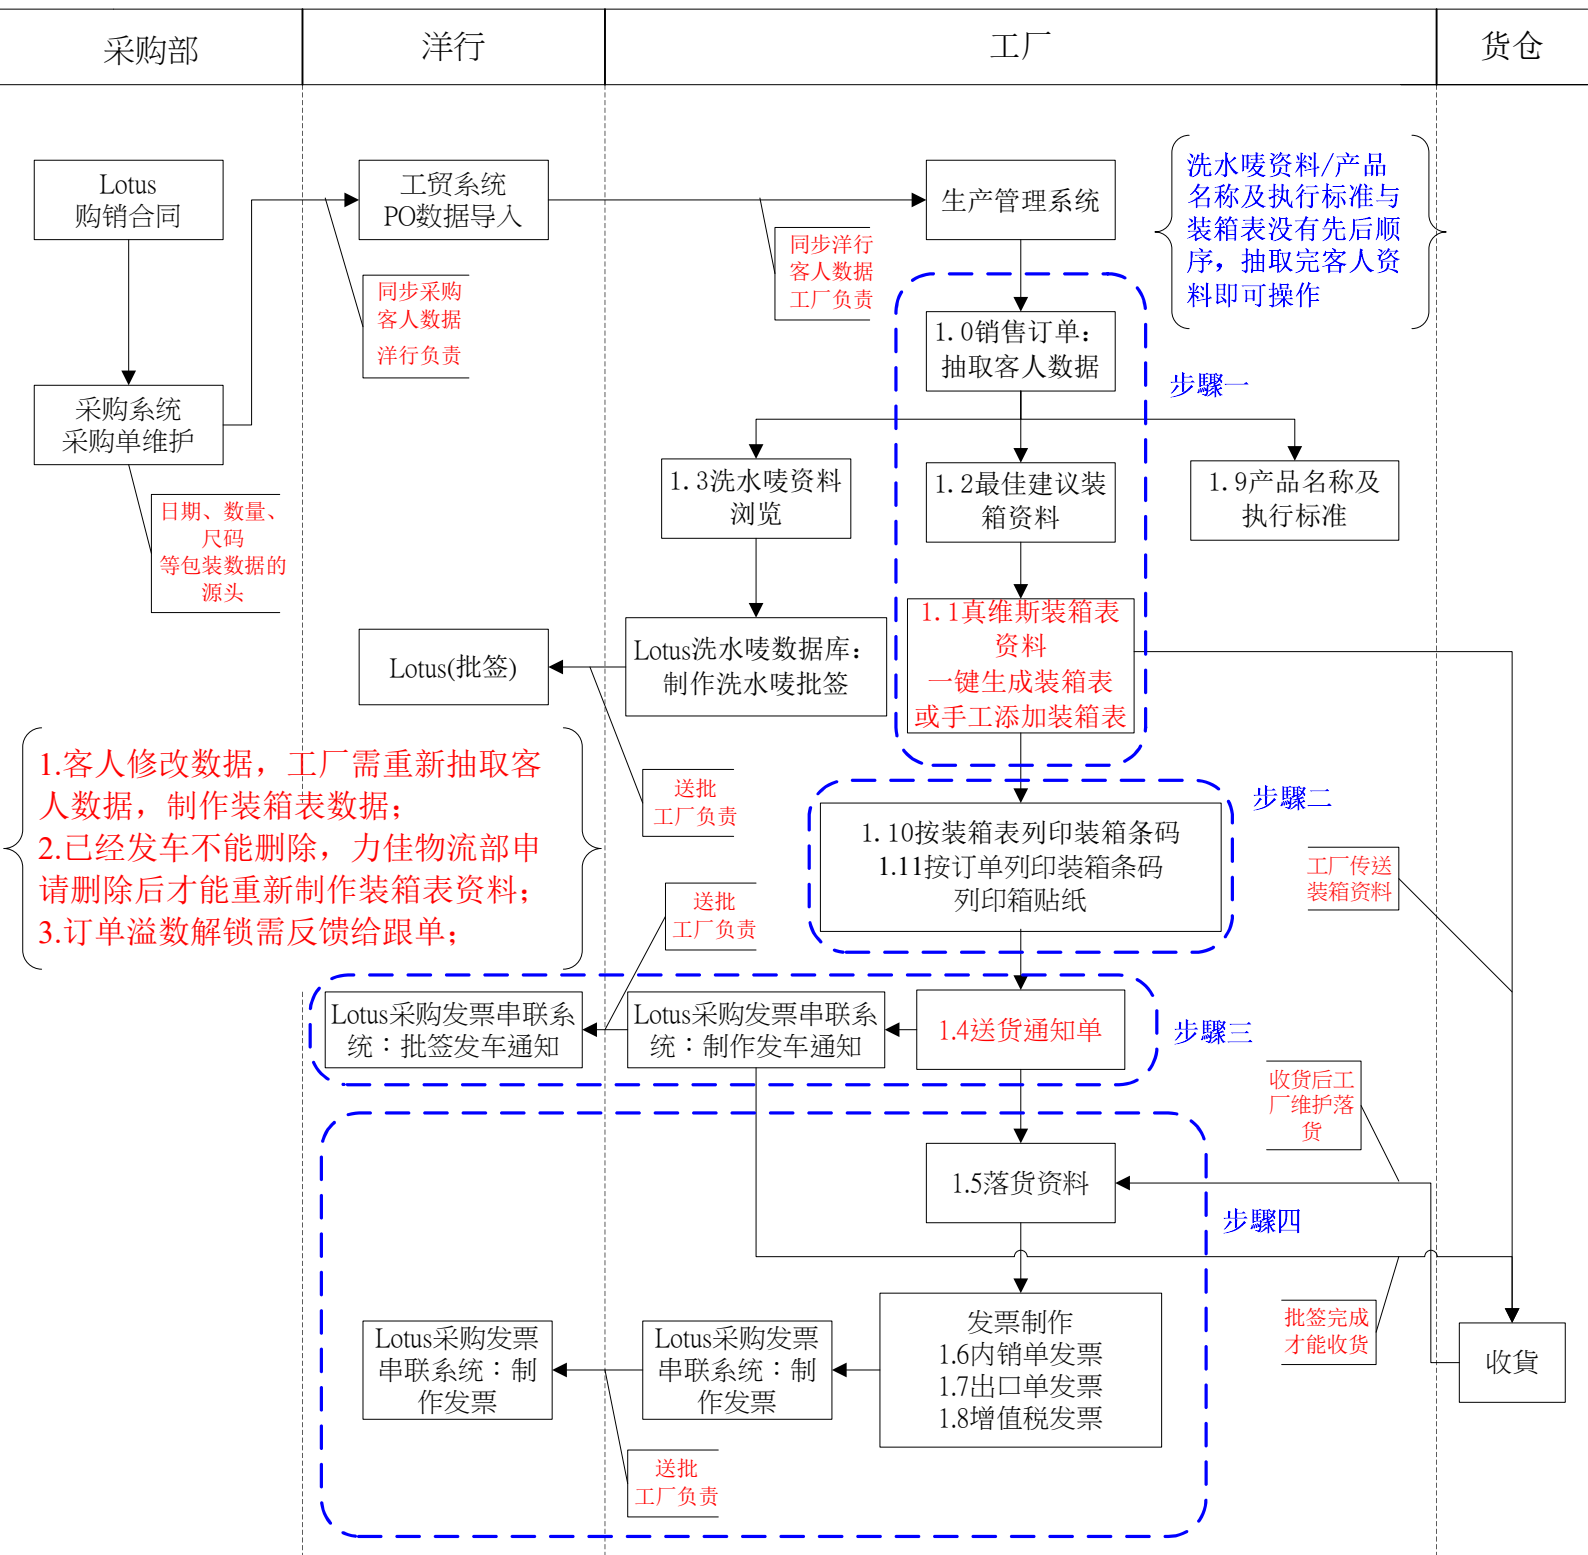 采购部
洋行
工厂
货仓
Lotus
购销合同
工贸系统
PO数据导入
生产管理系统
洗水唛资料/产品
名称及执行标准与
装箱表没有先后顺
序，抽取完客人资
料即可操作
同步采购
客人数据
洋行负责
同步洋行
客人数据
工厂负责
1.0销售订单：
抽取客人数据
步驟一
采购系统
采购单维护
日期、数量、
尺码
等包装数据的
源头
1.3洗水唛资料
浏览
1.2最佳建议装
箱资料
1.9产品名称及
执行标准
Lotus(批签)
Lotus洗水唛数据库：
制作洗水唛批签
1.1真维斯装箱表
资料
一键生成装箱表
或手工添加装箱表
1.客人修改数据，工厂需重新抽取客
人数据，制作装箱表数据；
2.已经发车不能删除，力佳物流部申
请删除后才能重新制作装箱表资料；
3.订单溢数解锁需反馈给跟单；
送批
工厂负责
步驟二
1.10按装箱表列印装箱条码
1.11按订单列印装箱条码
列印箱贴纸
工厂传送
装箱资料
送批
工厂负责
Lotus采购发票串联系
统：批签发车通知
Lotus采购发票串联系
统：制作发车通知
1.4送货通知单
步驟三
收货后工
厂维护落
货
1.5落货资料
步驟四
Lotus采购发票
串联系统：制
作发票
Lotus采购发票
串联系统：制
作发票
发票制作
1.6内销单发票
1.7出口单发票
1.8增值税发票
批签完成
才能收货
收貨
送批
工厂负责